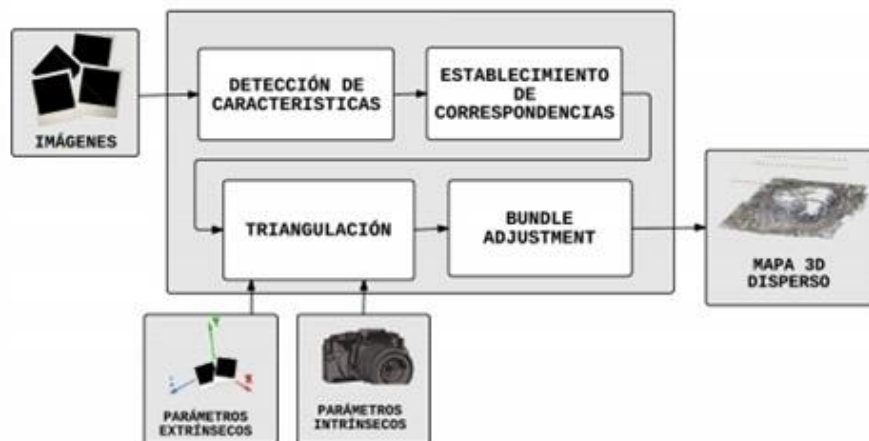 IMÁGENES
DETECCIÓN DE
CARACTERISTICAS
ESTABLECIMIENTO
DE
CORRESPONDENCIAS
TRIANGULACIÓN
BUNDLE
ADJUSTMENT
MAPA 3D
DISPERSO
PARÁMETROS
EXTRÍNSECOS
PARÁMETROS
INTRÍNSECOS